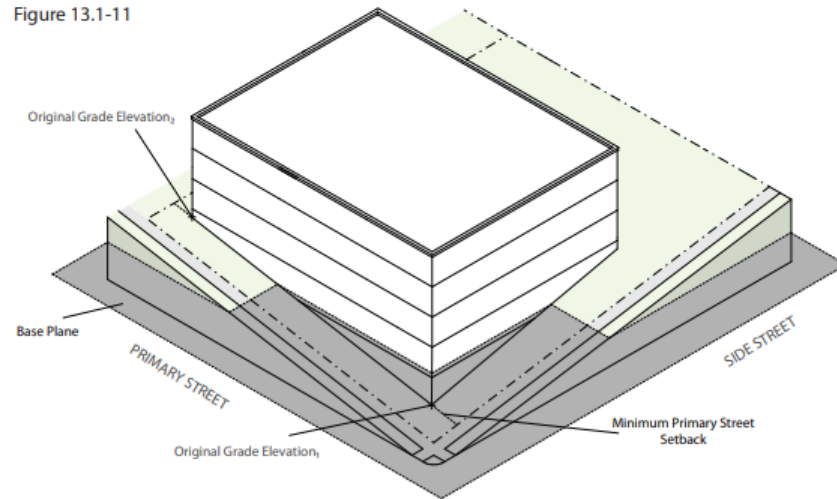 Figure 13.1-11
Original Grade Elevation₂
Base Plane
PRIMARY STREET
SIDE STREET
Minimum Primary Street
Setback
Original Grade Elevation₁